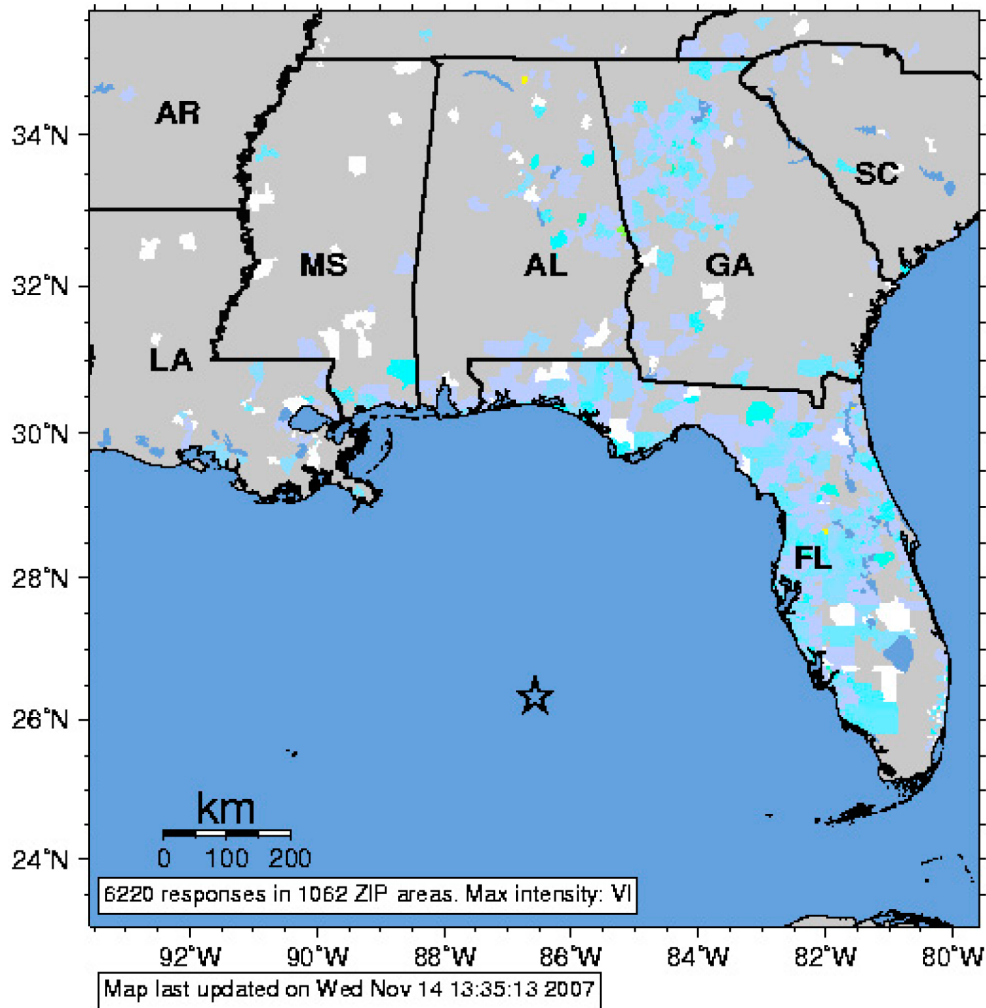 AR
34°N
SC
MS
AL
GA
32°N
LA
30°N
FL
28°N
26°N
km
0 100 200
24°N
6220 responses in 1062 ZIP areas. Max intensity: VI
92°W 90°W 88°W 86°W 84°W 82°W 80°W
Map last updated on Wed Nov 14 13:35:13 2007